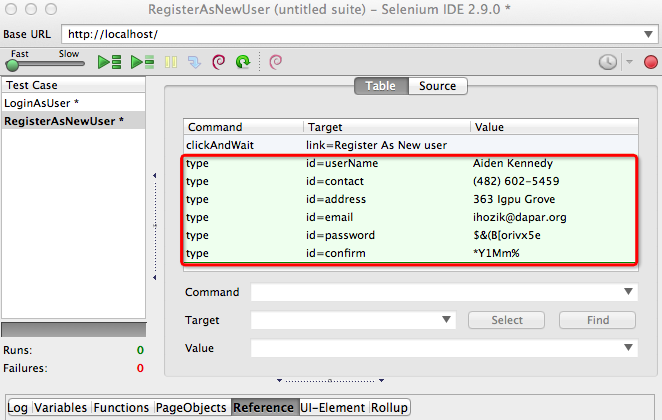 RegisterAsNewUser (untitled suite) - Selenium IDE 2.9.0 *
Base URL http://localhost/
Fast Slow
Test Case
LoginAsUser *
RegisterAsNewUser *
Table Source
Command Target Value
clickAndWait link=Register As New user
type id=userName Aiden Kennedy
type id=contact (482) 602-5459
type id=address 363 Igpu Grove
type id=email ihozik@dapar.org
type id=password $&(B[orivx5e
type id=confirm *Y1Mm%
Command
Target Select Find
Value
Runs: 0
Failures: 0
Log Variables Functions PageObjects Reference UI-Element Rollup